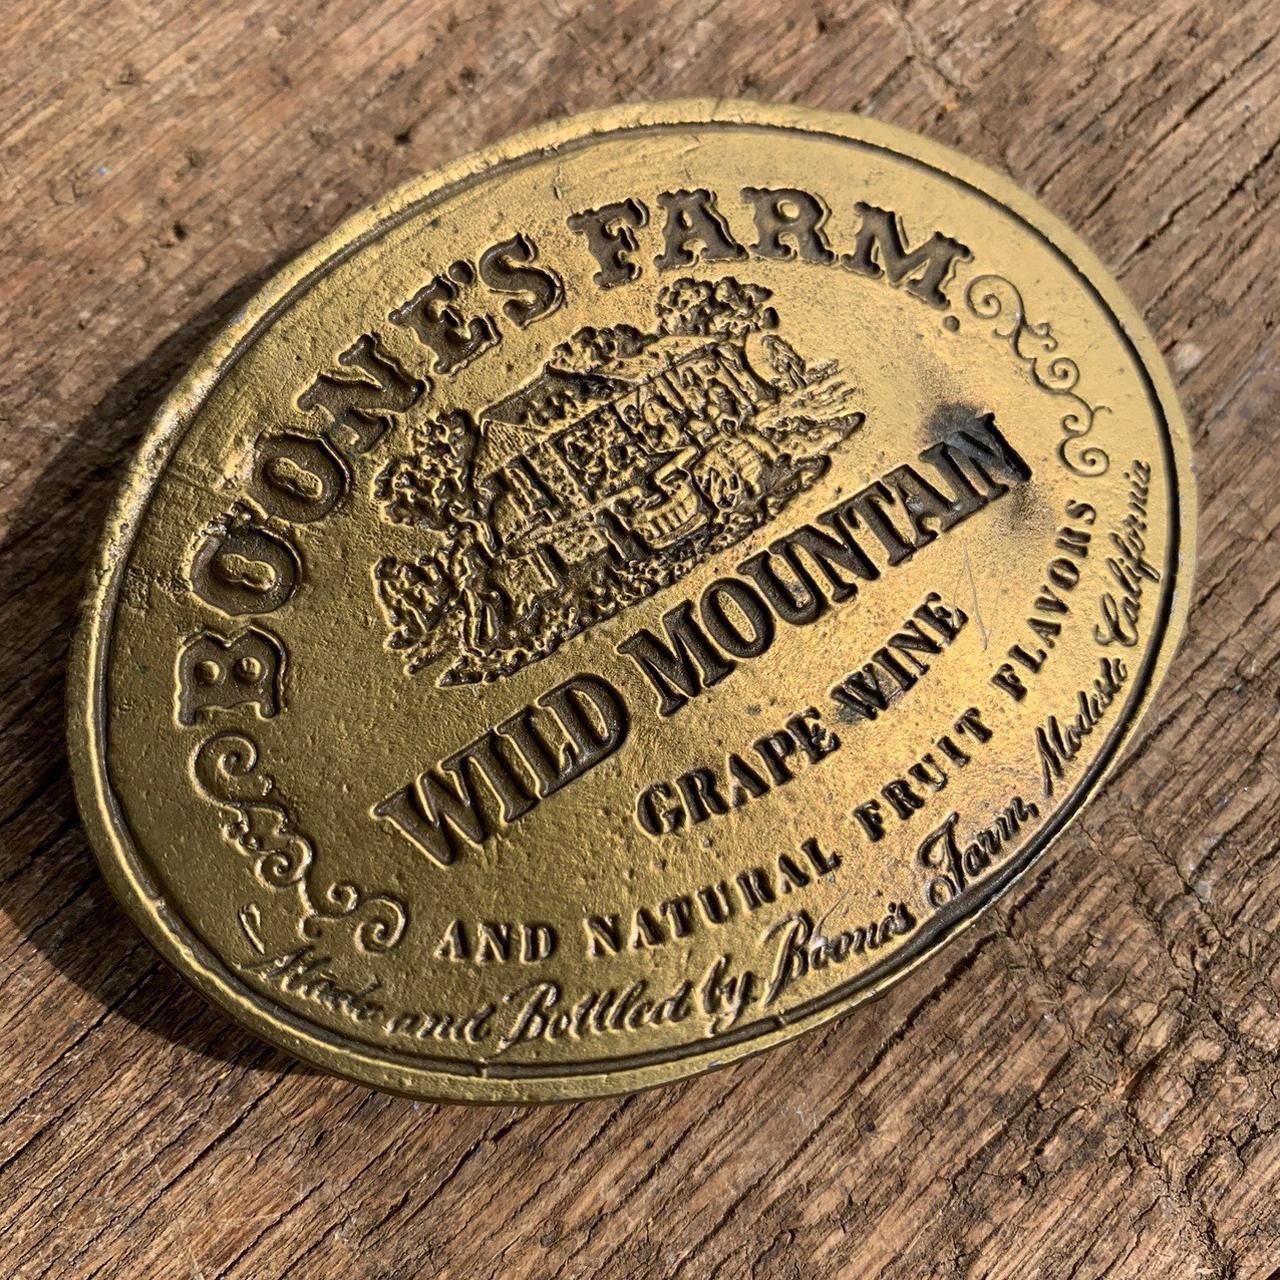 BOONE'S FARM.
WILD MOUNTAIN
GRAPE WINE
AND NATURAL FRUIT FLAVORS
Made and Bottled by Boone's Farm, Modesto California